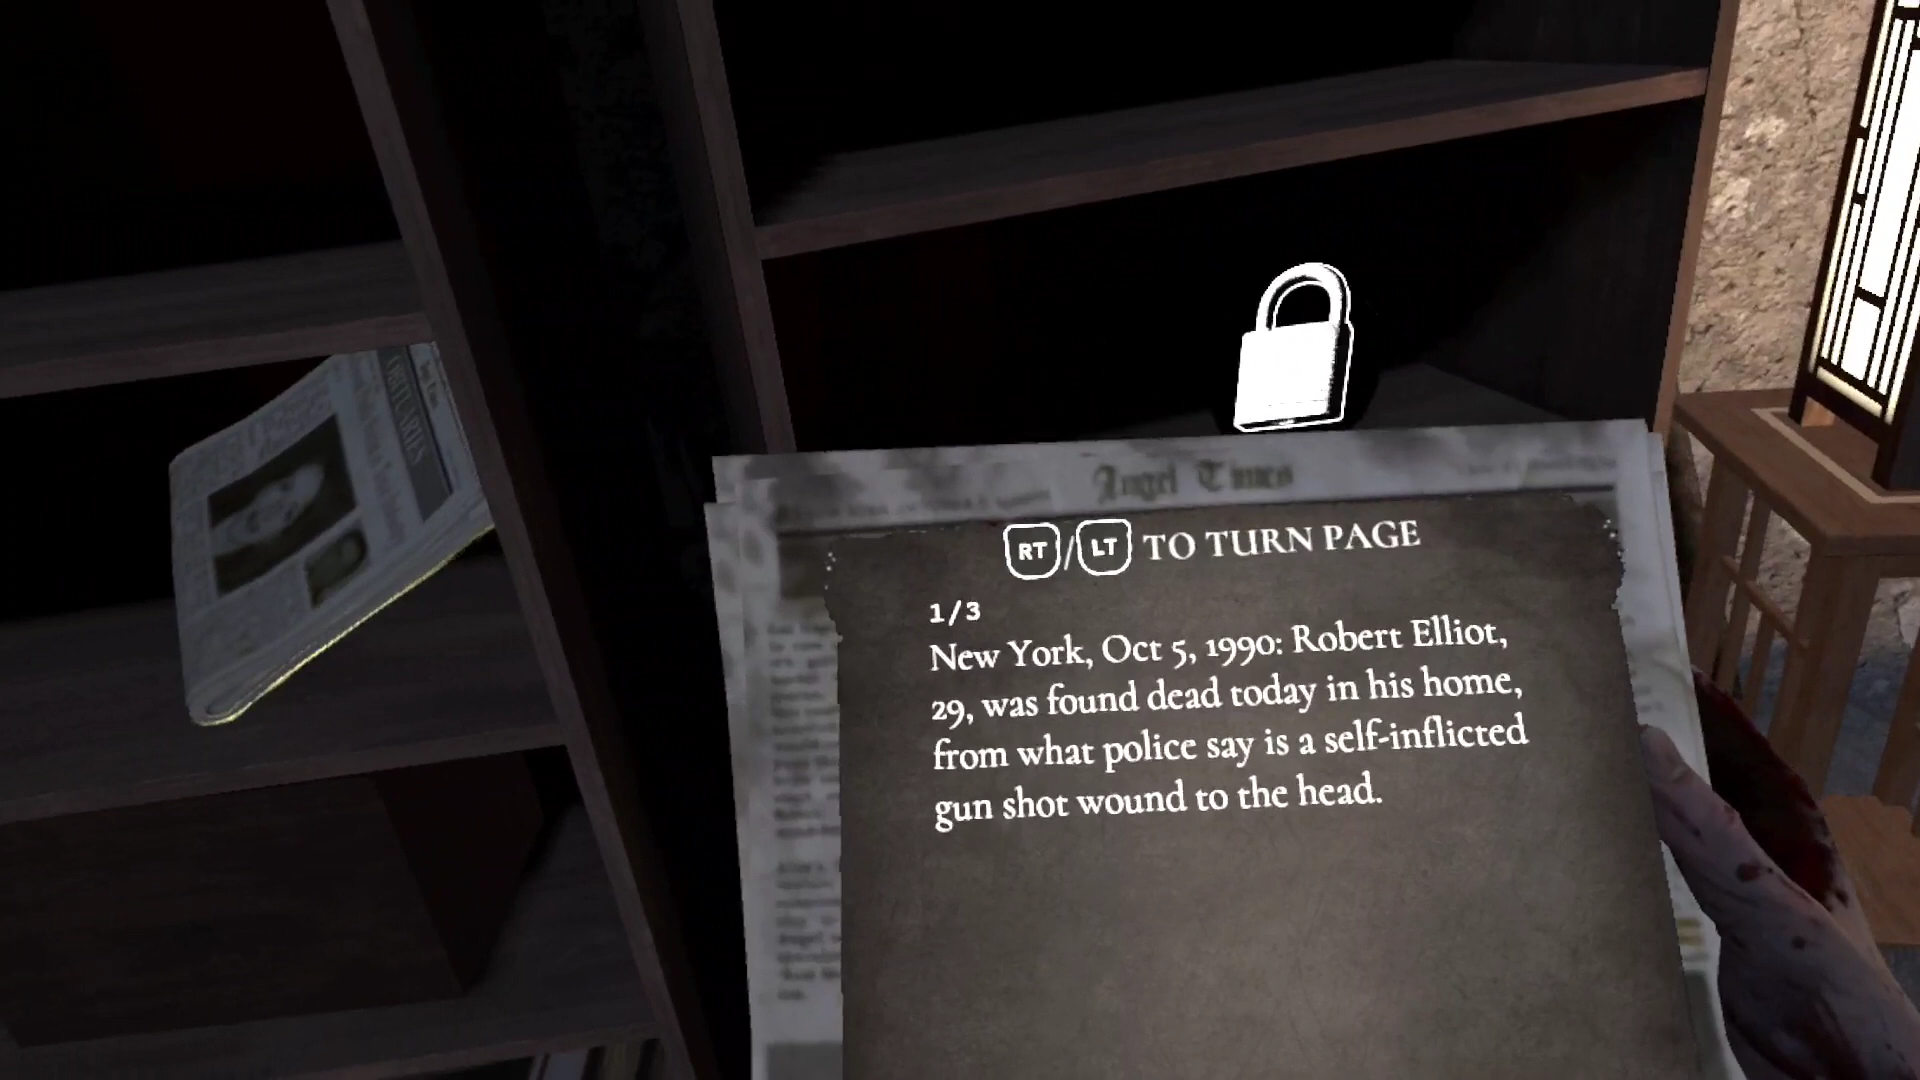 OBITUARIES
Angel Times
RT/LT TO TURN PAGE
1/3
New York, Oct 5, 1990: Robert Elliot,
29, was found dead today in his home,
from what police say is a self-inflicted
gun shot wound to the head.